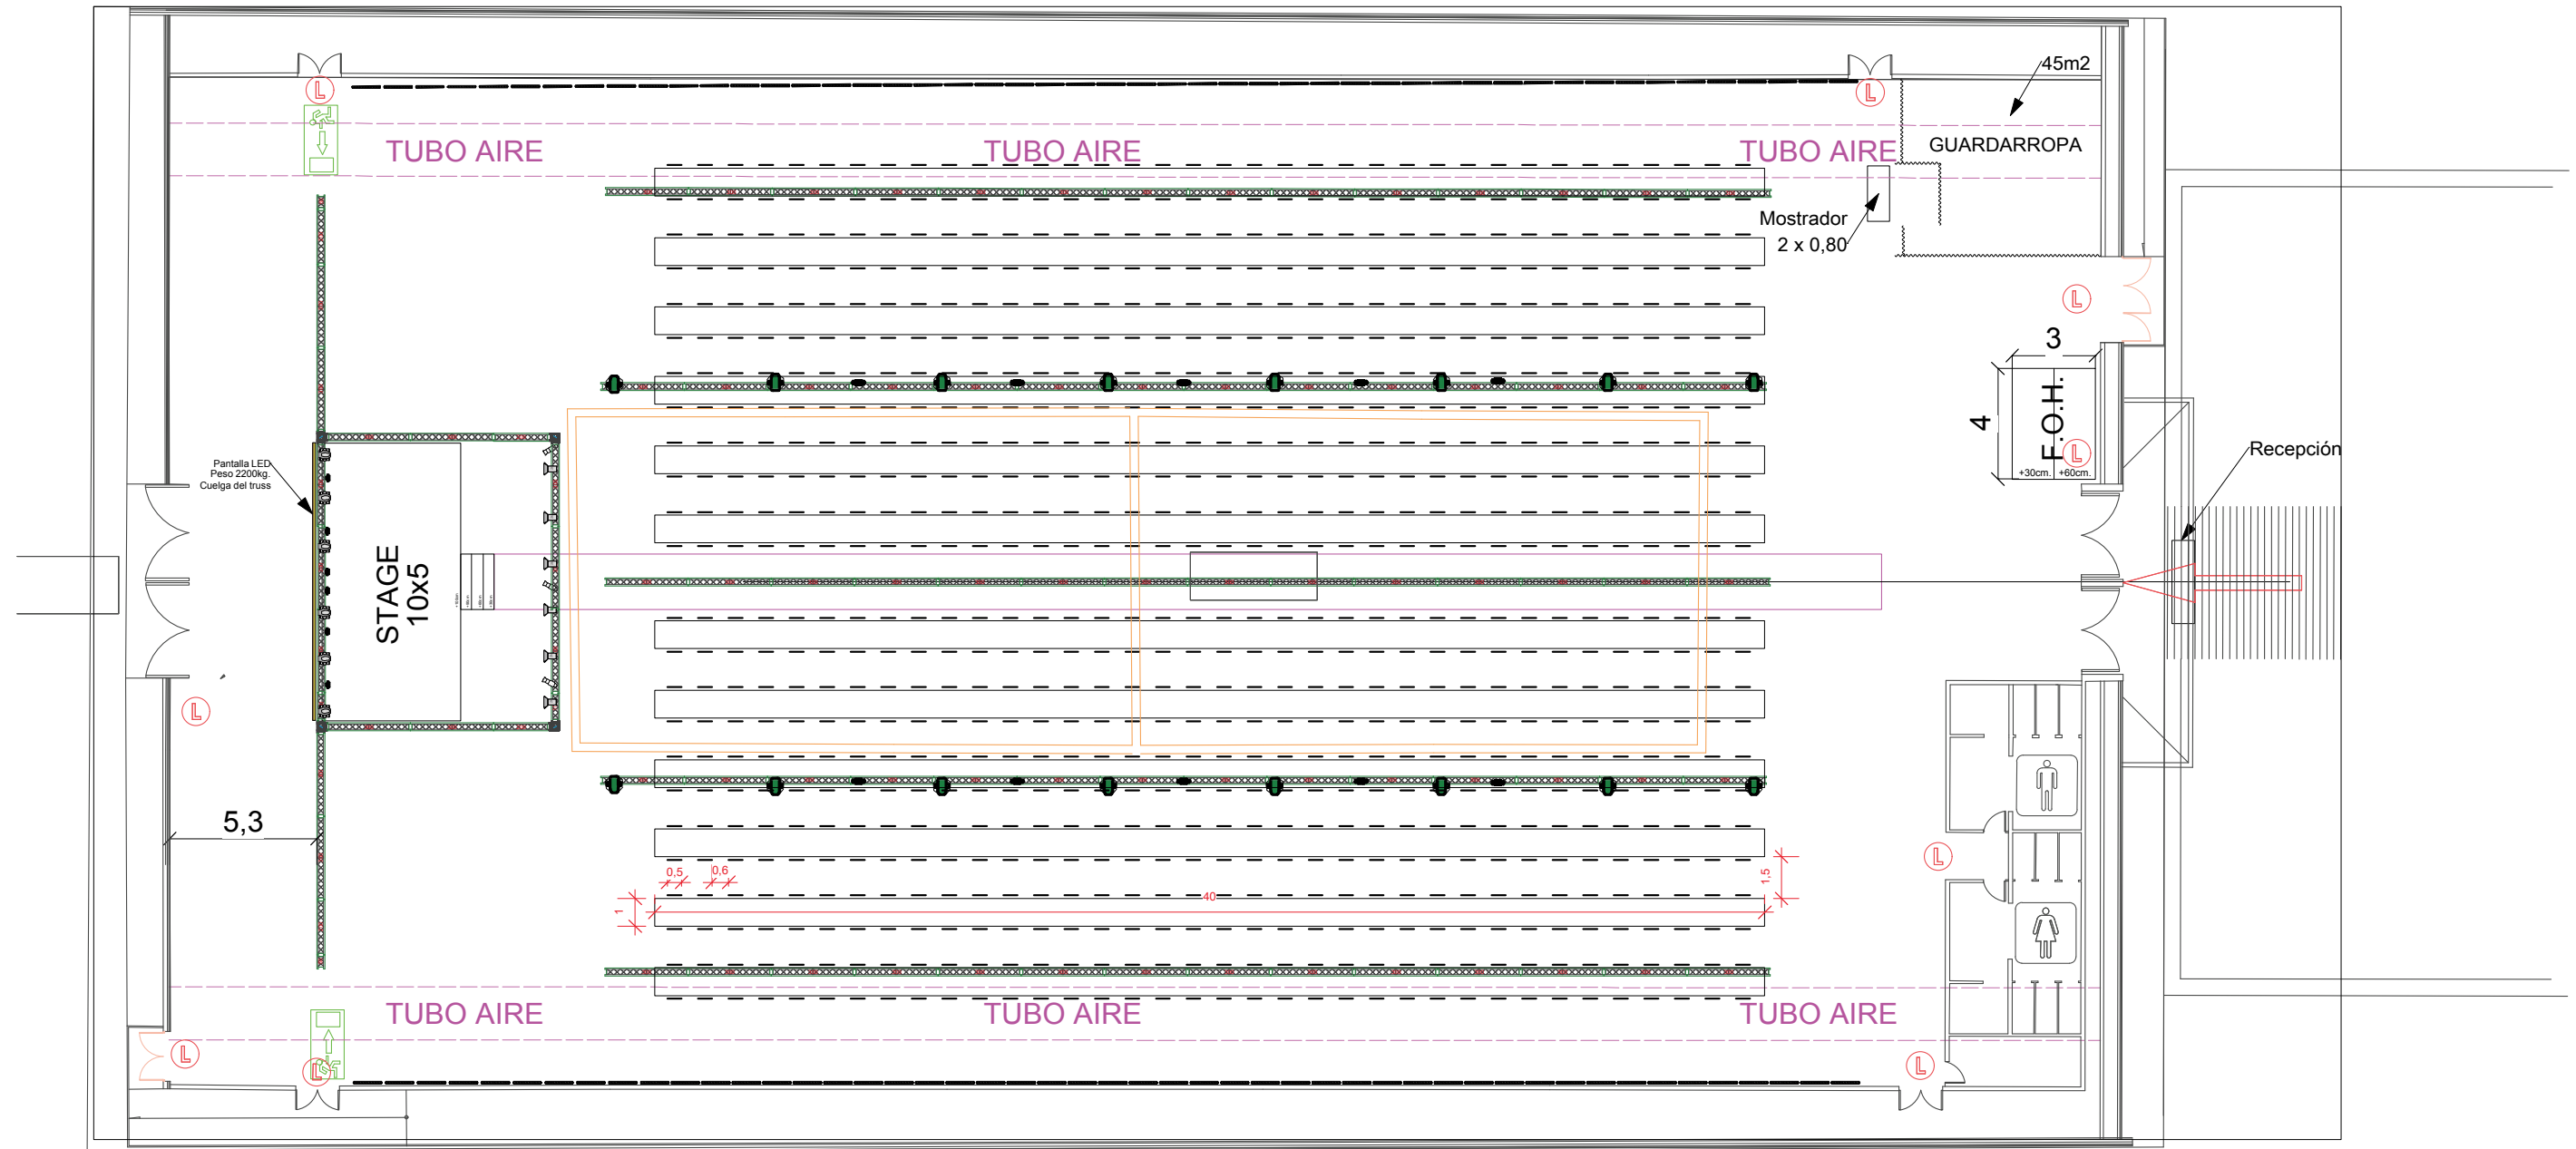 45m2
TUBO AIRE
TUBO AIRE
TUBO AIRE
GUARDARROPA
Mostrador
2 x 0,80
L
L
L
3
4
F.O.H.
L
+30cm.
+60cm.
Recepción
Pantalla LED
Peso 2200kg.
Cuelga del truss
STAGE
10x5
L
5,3
0,5
0,6
1,5
L
1
40
TUBO AIRE
TUBO AIRE
TUBO AIRE
L
L
L